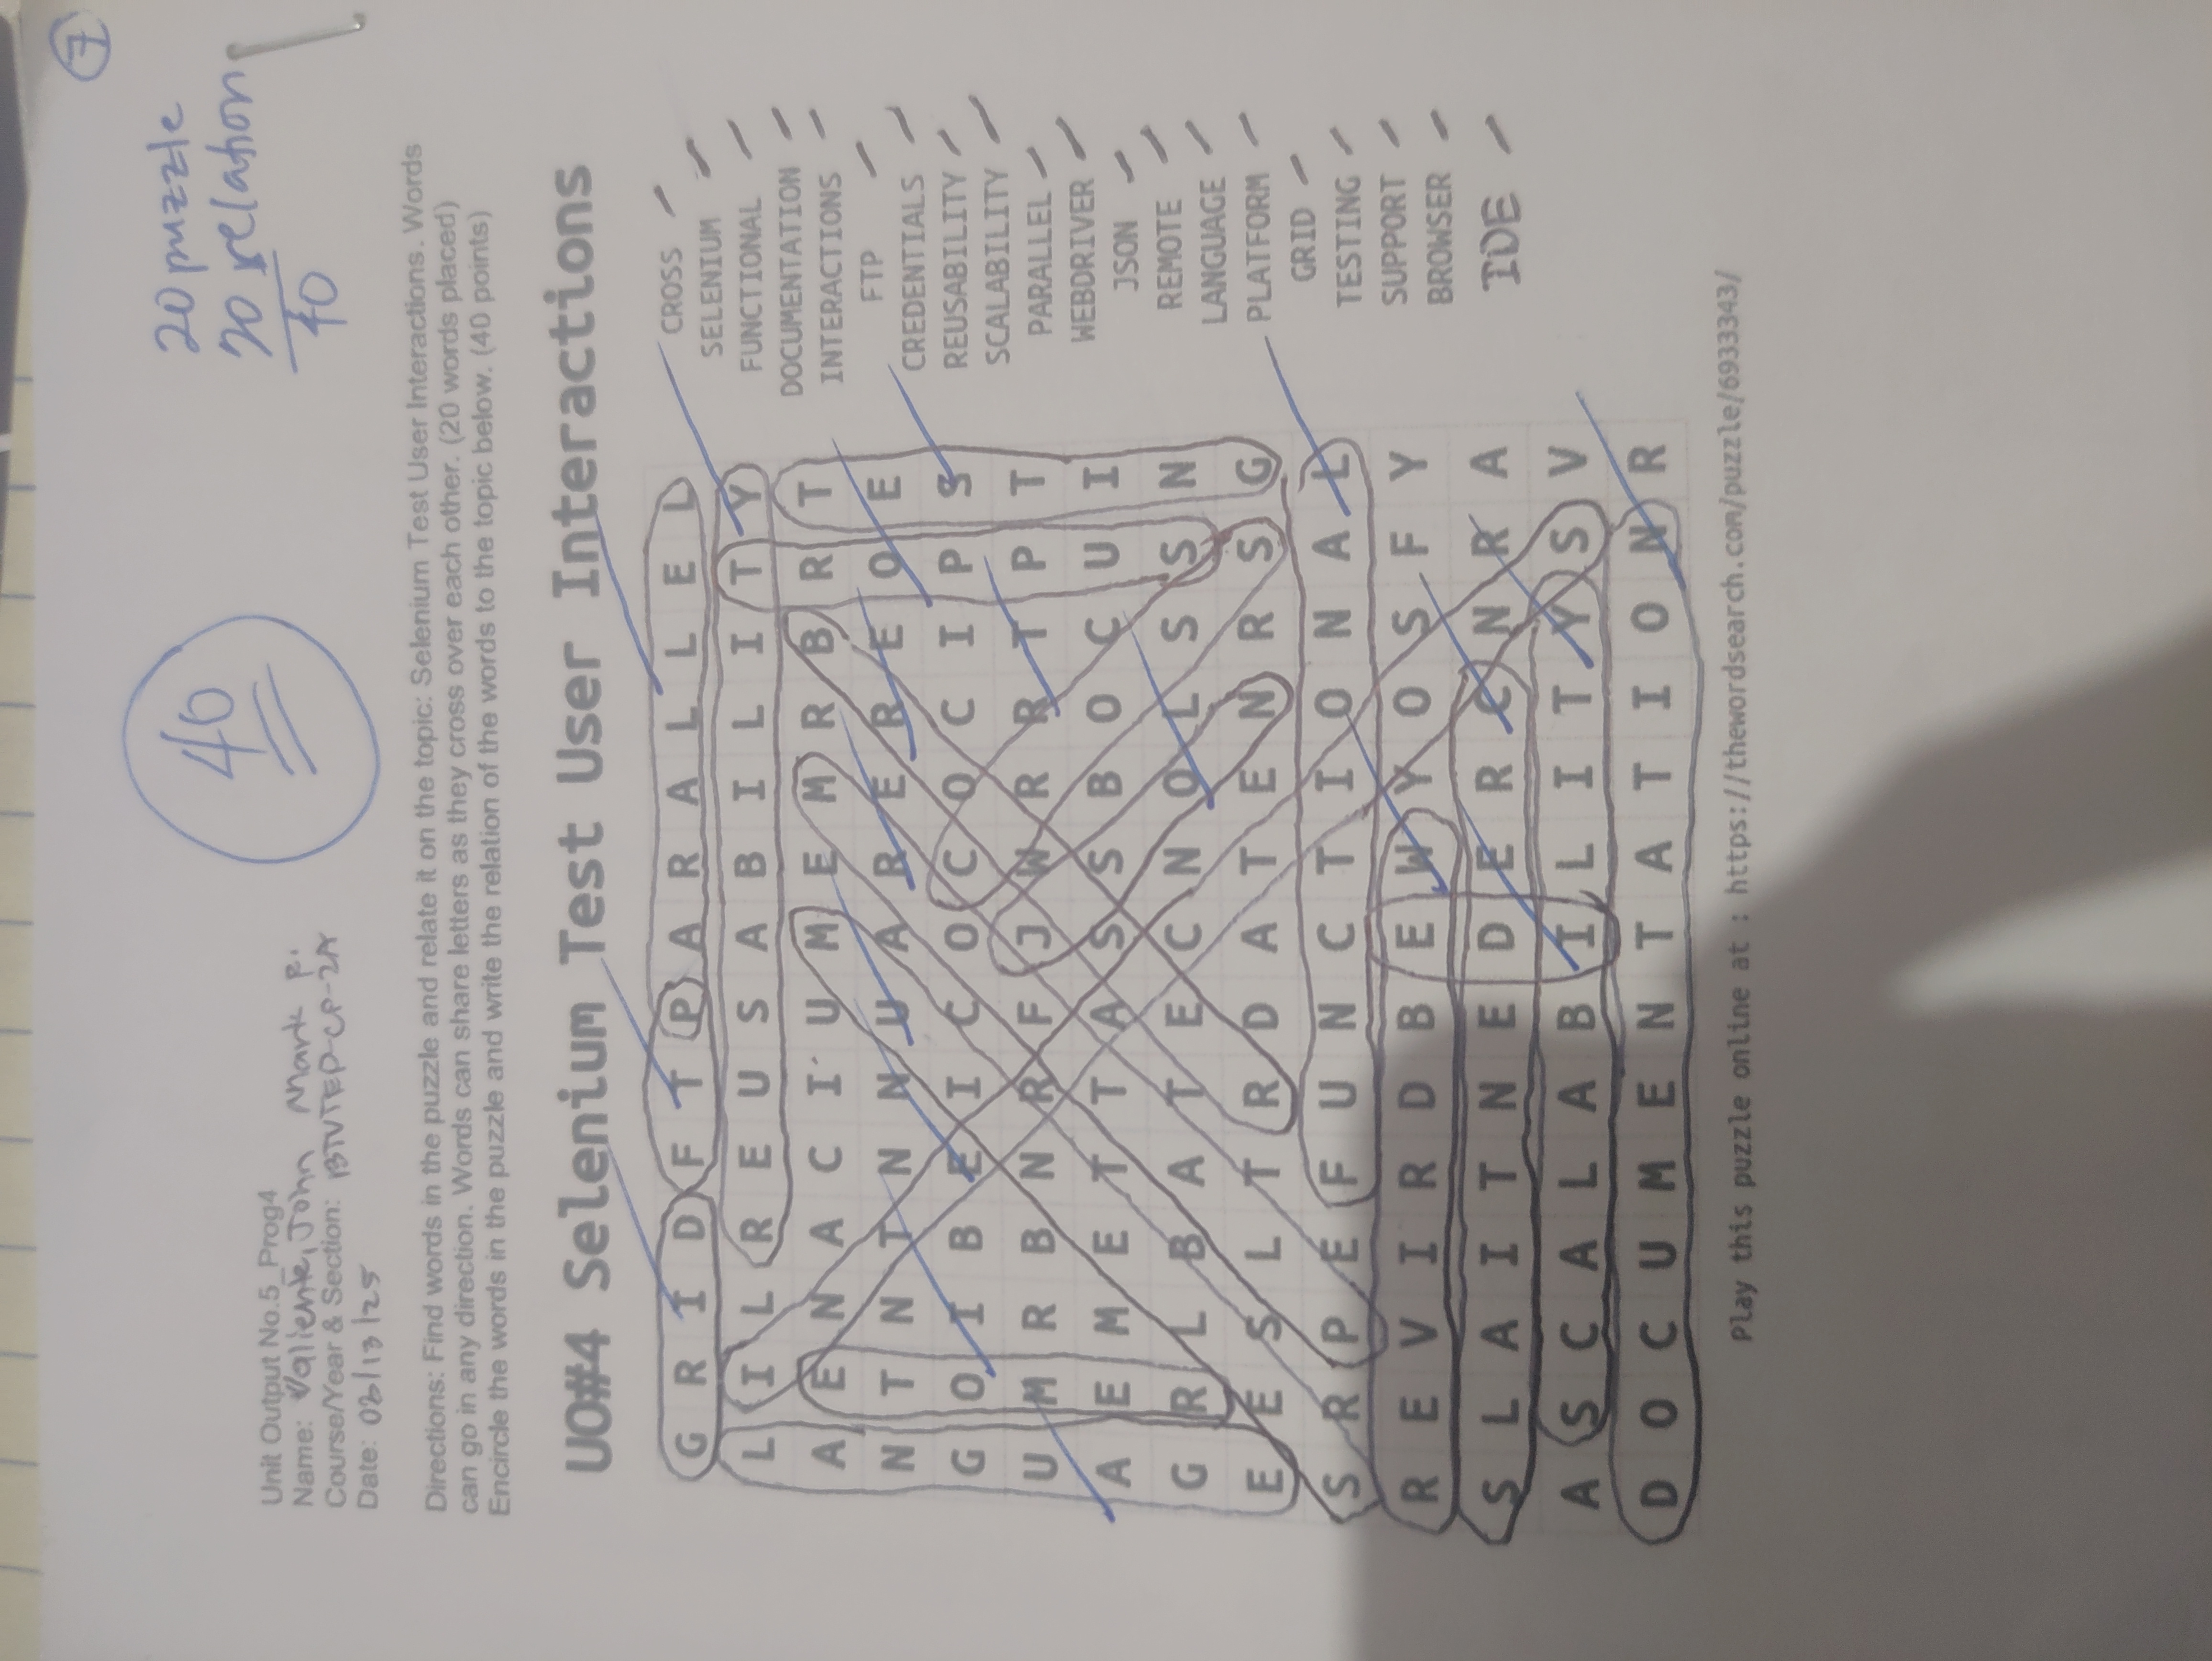 7
40
20 puzzle
20 relation
40
Unit Output No.5_Prog4
Name: Valiente, John Mark P.
Course/Year & Section: BTVTED-CP-2A
Date: 03/13/25
Directions: Find words in the puzzle and relate it on the topic: Selenium Test User Interactions. Words
can go in any direction. Words can share letters as they cross over each other. (20 words placed)
Encircle the words in the puzzle and write the relation of the words to the topic below. (40 points)
UO#4 Selenium Test User Interactions
G R I D F T P A R A L L E L
L I L R E U S A B I L I T Y
A E N A C I U M E M R B R T
N T N T N N U A R E R E O E
G O I B E I C O C O C I P S
U M R B N R F J W R R T P T
A E M E T T A S S B O C U I
G R L B A T E C N O L S S N
E E S L T R D A T E N R S G
S R P E F U N C T I O N A L
R E V I R D B E W Y O S F Y
S L A I T N E D E R C N R A
A S C A L A B I L I T Y S V
D O C U M E N T A T I O N R
CROSS
SELENIUM
FUNCTIONAL
DOCUMENTATION
INTERACTIONS
FTP
CREDENTIALS
REUSABILITY
SCALABILITY
PARALLEL
WEBDRIVER
JSON
REMOTE
LANGUAGE
PLATFORM
GRID
TESTING
SUPPORT
BROWSER
IDE
Play this puzzle online at : https://thewordsearch.com/puzzle/6933343/